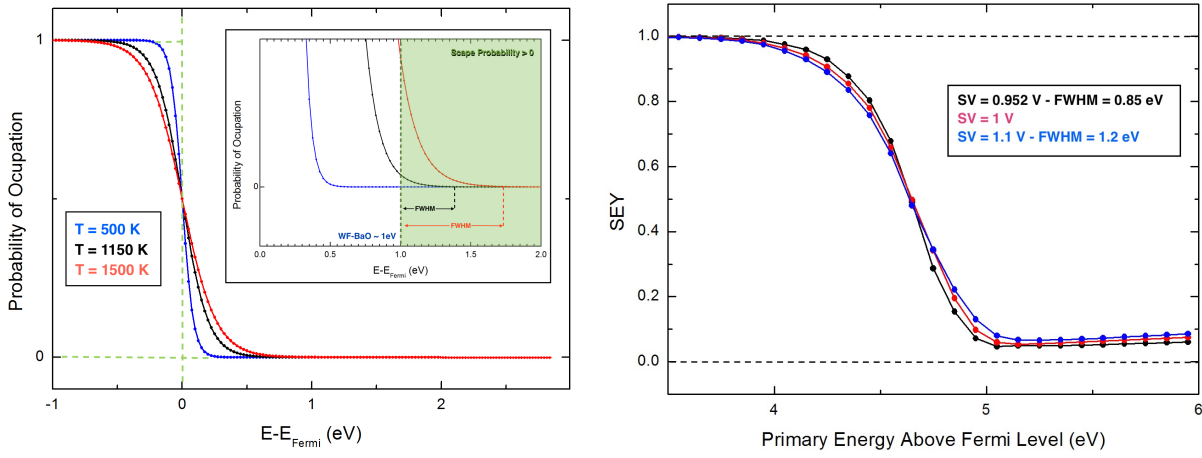 Probability of Ocupation
1
0
-1
0
1
2
E-EFermi (eV)
T = 500 K
T = 1150 K
T = 1500 K
Probability of Ocupation
0
Scape Probability > 0
FWHM
FWHM
WF-BaO ~ 1eV
0.0
0.5
1.0
1.5
2.0
E-EFermi (eV)
SEY
1.0
0.8
0.6
0.4
0.2
0.0
SV = 0.952 V - FWHM = 0.85 eV
SV = 1 V
SV = 1.1 V - FWHM = 1.2 eV
4
5
6
Primary Energy Above Fermi Level (eV)